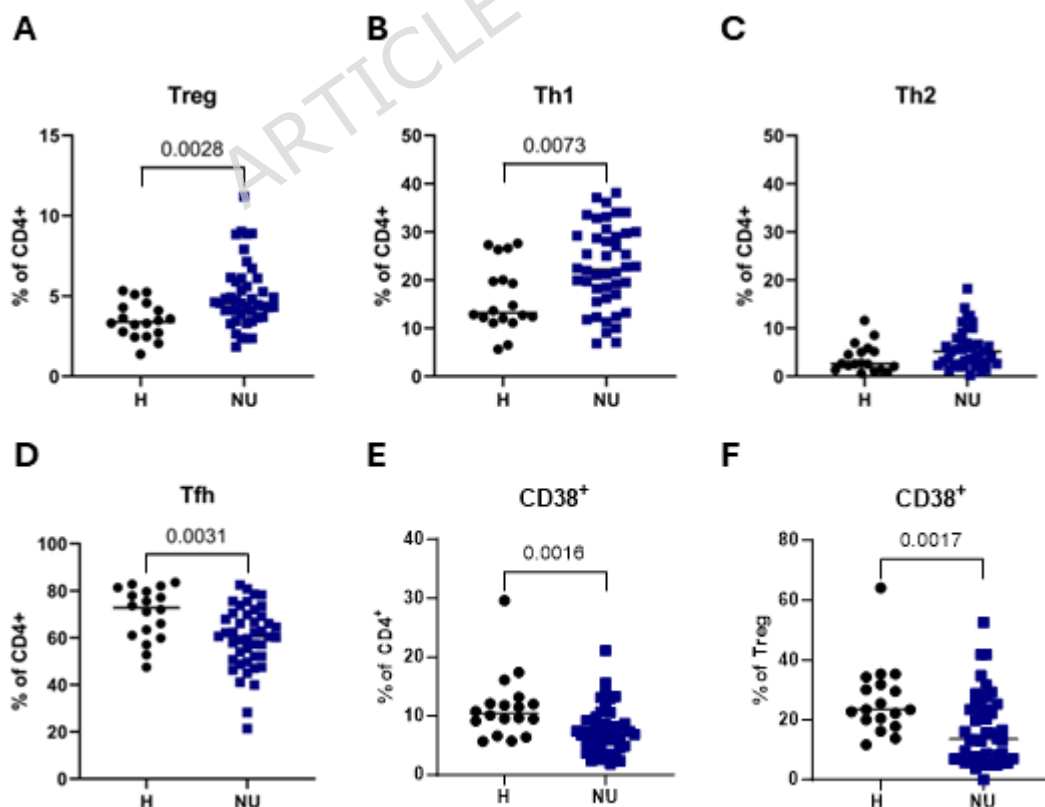 A
Treg
0.0028
15
10
5
0
% of CD4+
H
NU
B
Th1
0.0073
50
40
30
20
10
0
% of CD4+
H
NU
C
Th2
50
40
30
20
10
0
% of CD4+
H
NU
ARTICLE
D
Tfh
0.0031
100
80
60
40
20
0
% of CD4+
H
NU
E
CD38⁺
0.0016
40
30
20
10
0
% of CD4⁺
H
NU
F
CD38⁺
0.0017
80
60
40
20
0
% of Treg
H
NU